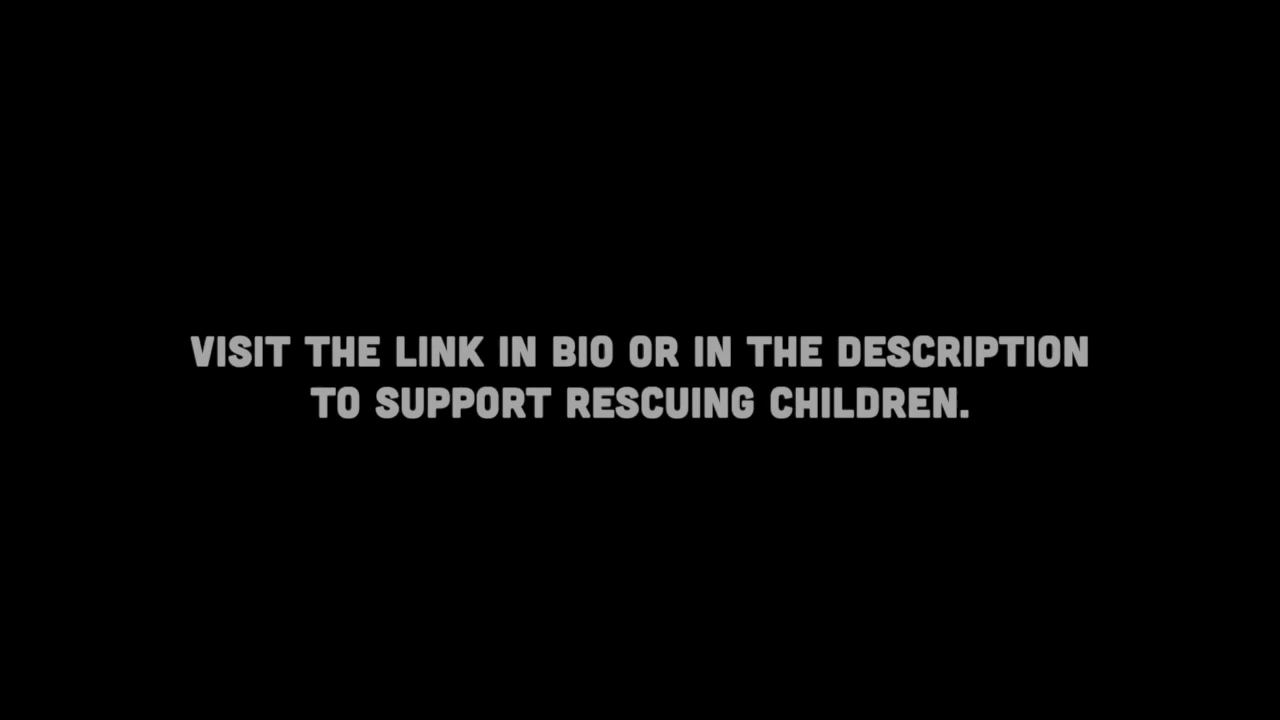 VISIT THE LINK IN BIO OR IN THE DESCRIPTION
TO SUPPORT RESCUING CHILDREN.